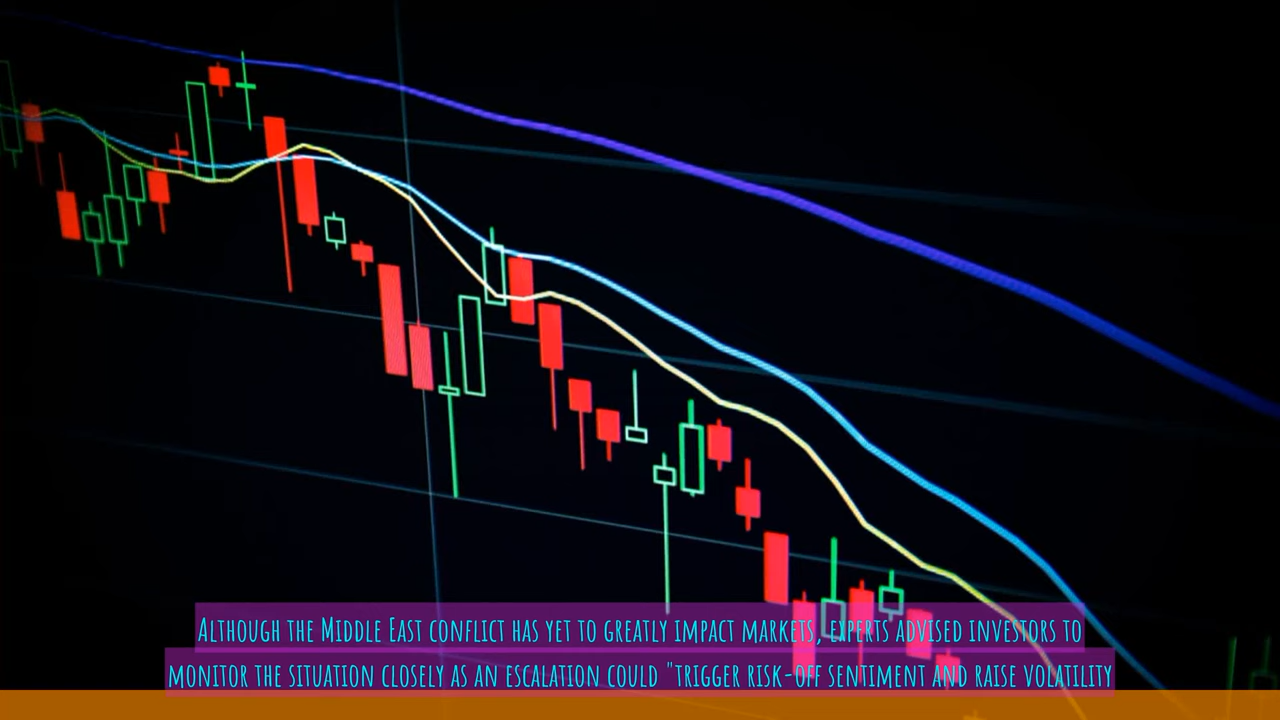 Although the Middle East conflict has yet to greatly impact markets, experts advised investors to
monitor the situation closely as an escalation could "trigger risk-off sentiment and raise volatility